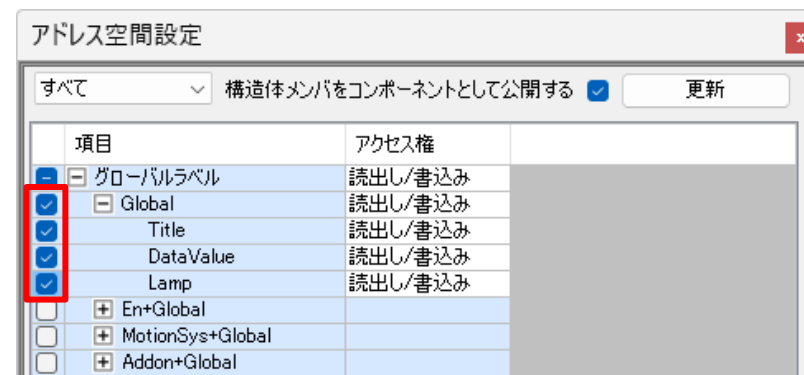 アドレス空間設定
x
すべて 構造体メンバをコンポーネントとして公開する 更新
項目 アクセス権
グローバルラベル 読出し/書込み
Global 読出し/書込み
Title 読出し/書込み
DataValue 読出し/書込み
Lamp 読出し/書込み
En+Global
MotionSys+Global
Addon+Global